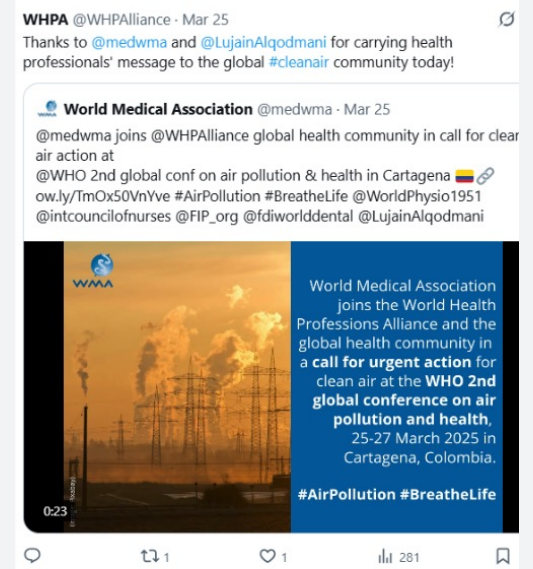 WHPA @WHPAlliance · Mar 25
Thanks to @medwma and @LujainAlqodmani for carrying health
professionals' message to the global #cleanair community today!
World Medical Association @medwma · Mar 25
@medwma joins @WHPAlliance global health community in call for clean
air action at
@WHO 2nd global conf on air pollution & health in Cartagena 🇨🇴🔗
ow.ly/TmOx50VnYve #AirPollution #BreatheLife @WorldPhysio1951
@intcouncilofnurses @FIP_org @fdiworlddental @LujainAlqodmani
WMA
World Medical Association
joins the World Health
Professions Alliance and the
global health community in
a call for urgent action for
clean air at the WHO 2nd
global conference on air
pollution and health,
25-27 March 2025 in
Cartagena, Colombia.
#AirPollution #BreatheLife
0:23
1
1
281